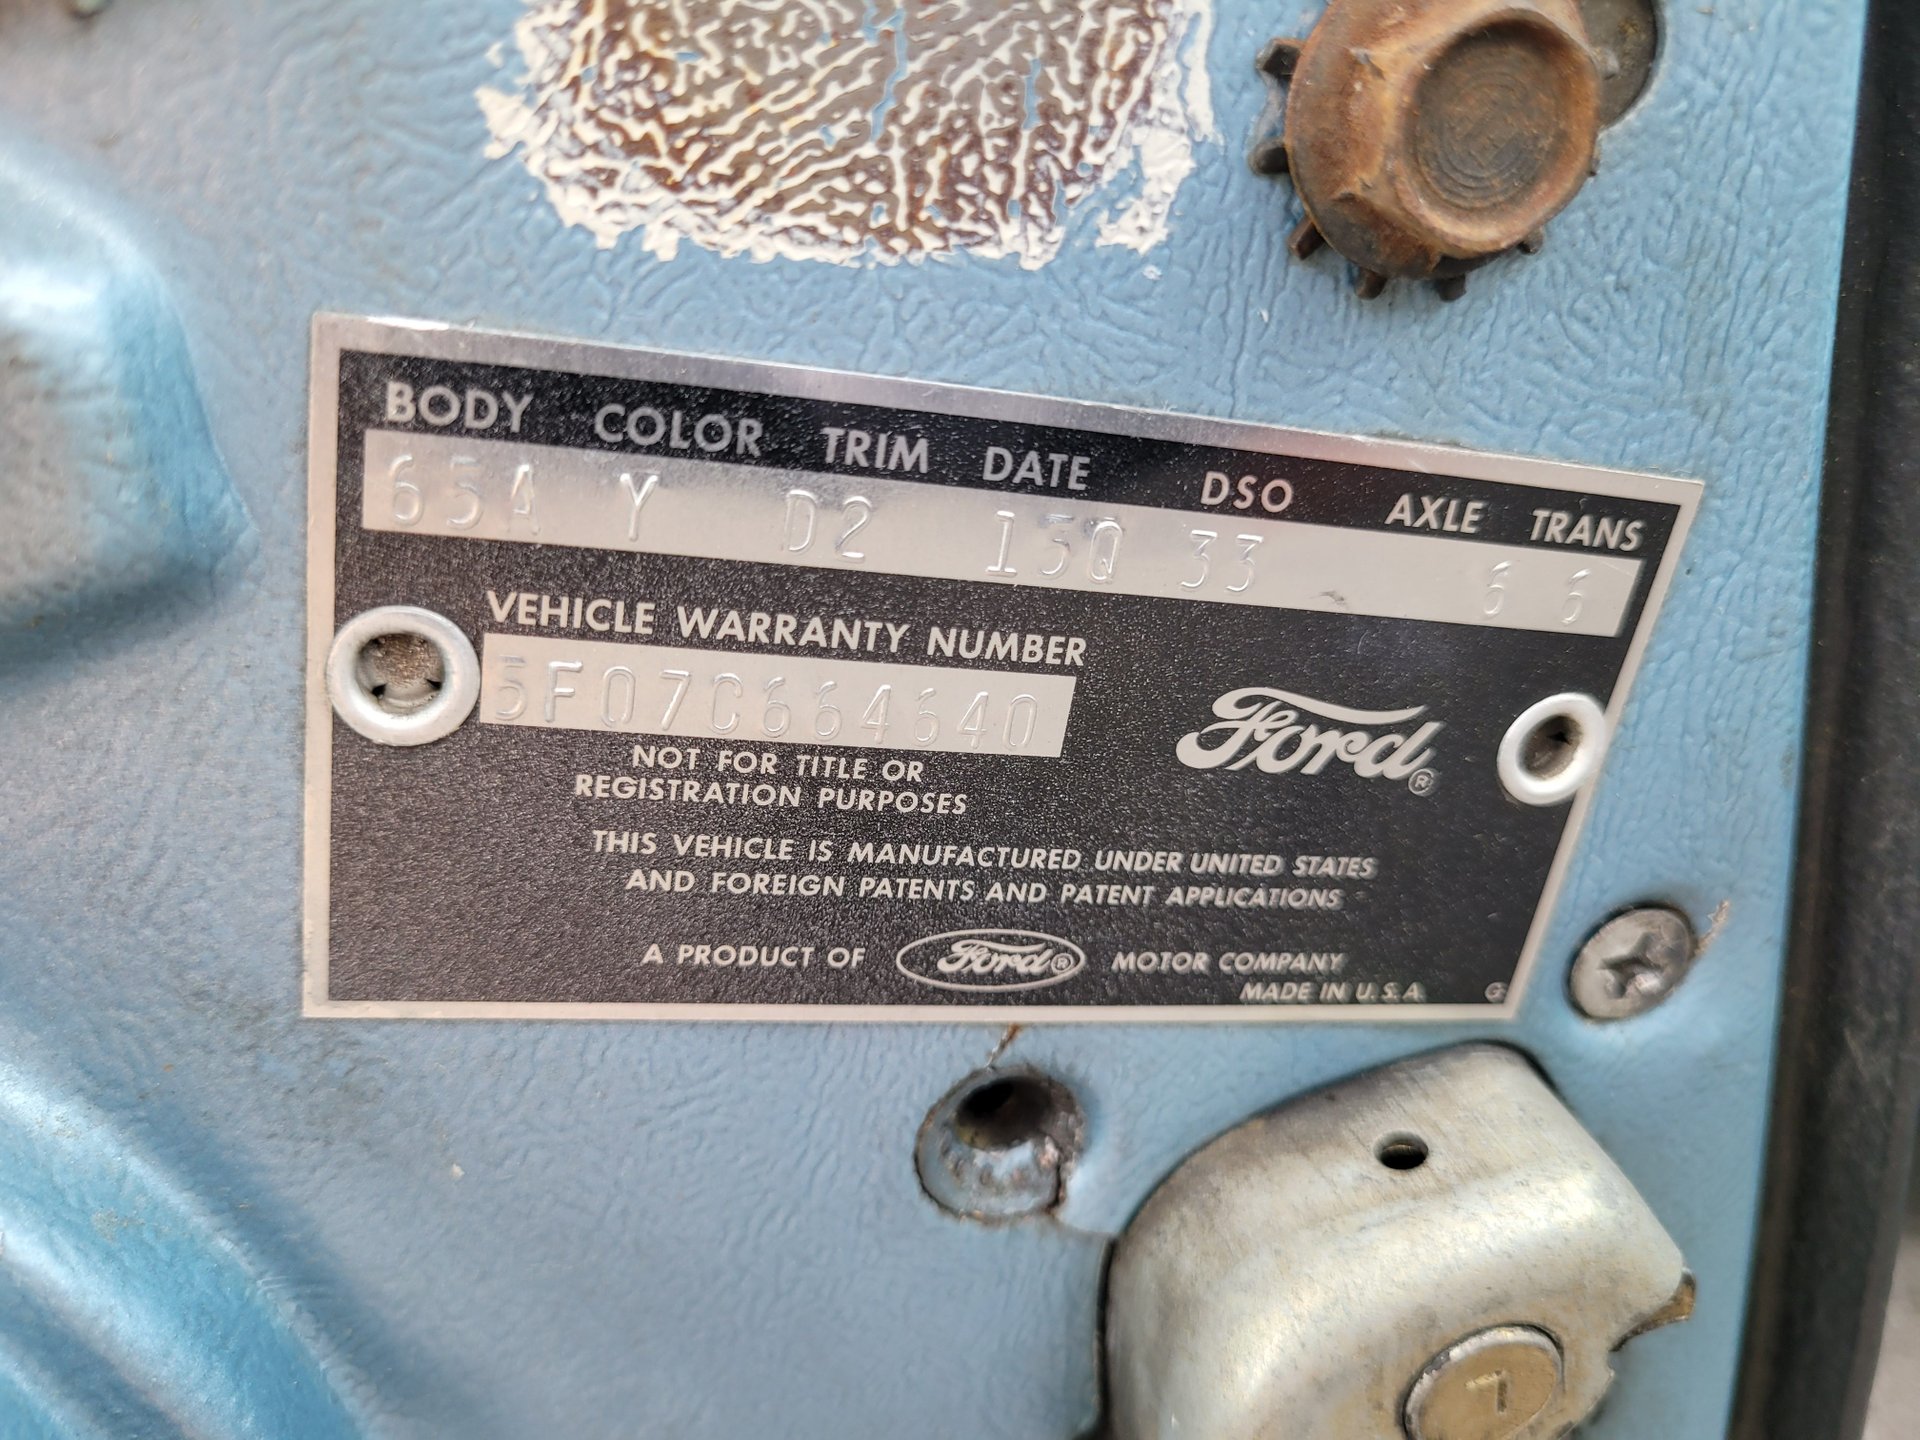 BODY COLOR TRIM DATE DSO AXLE TRANS
65A Y D2 13Q 33 6 6
VEHICLE WARRANTY NUMBER
5F07C664640
Ford®
NOT FOR TITLE OR
REGISTRATION PURPOSES
THIS VEHICLE IS MANUFACTURED UNDER UNITED STATES
AND FOREIGN PATENTS AND PATENT APPLICATIONS
A PRODUCT OF Ford® MOTOR COMPANY
MADE IN U.S.A. G
7